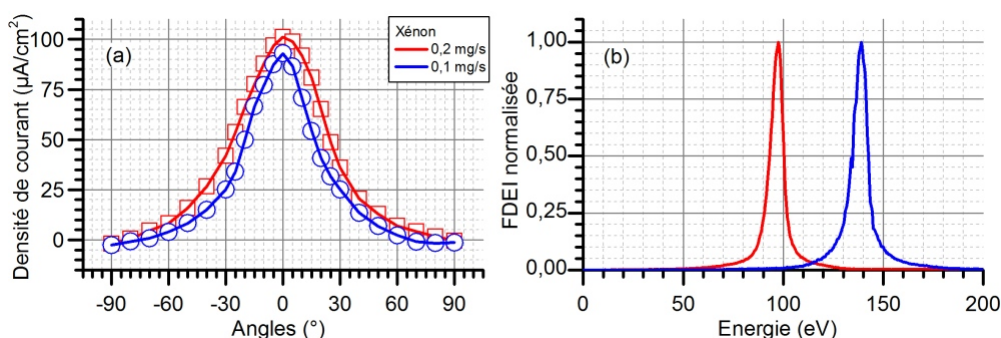 (a)
Xénon
0,2 mg/s
0,1 mg/s
Densité de courant (µA/cm²)
100
75
50
25
0
-90 -60 -30 0 30 60 90
Angles (°)
(b)
FDEI normalisée
1,00
0,75
0,50
0,25
0,00
0 50 100 150 200
Energie (eV)